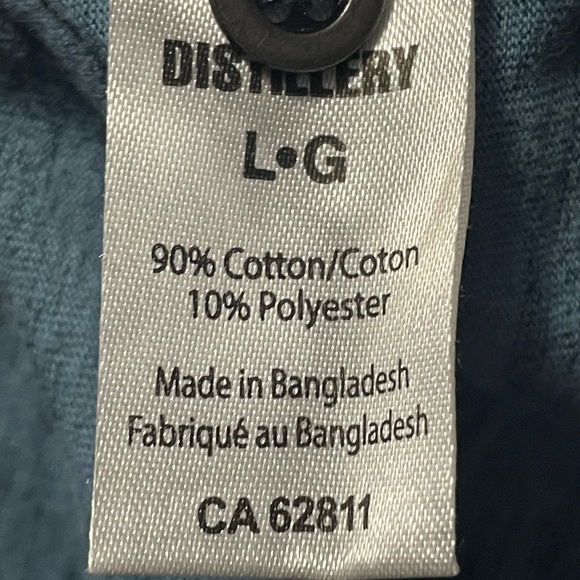 DISTILLERY
L•G
90% Cotton/Coton
10% Polyester
Made in Bangladesh
Fabriqué au Bangladesh
CA 62811